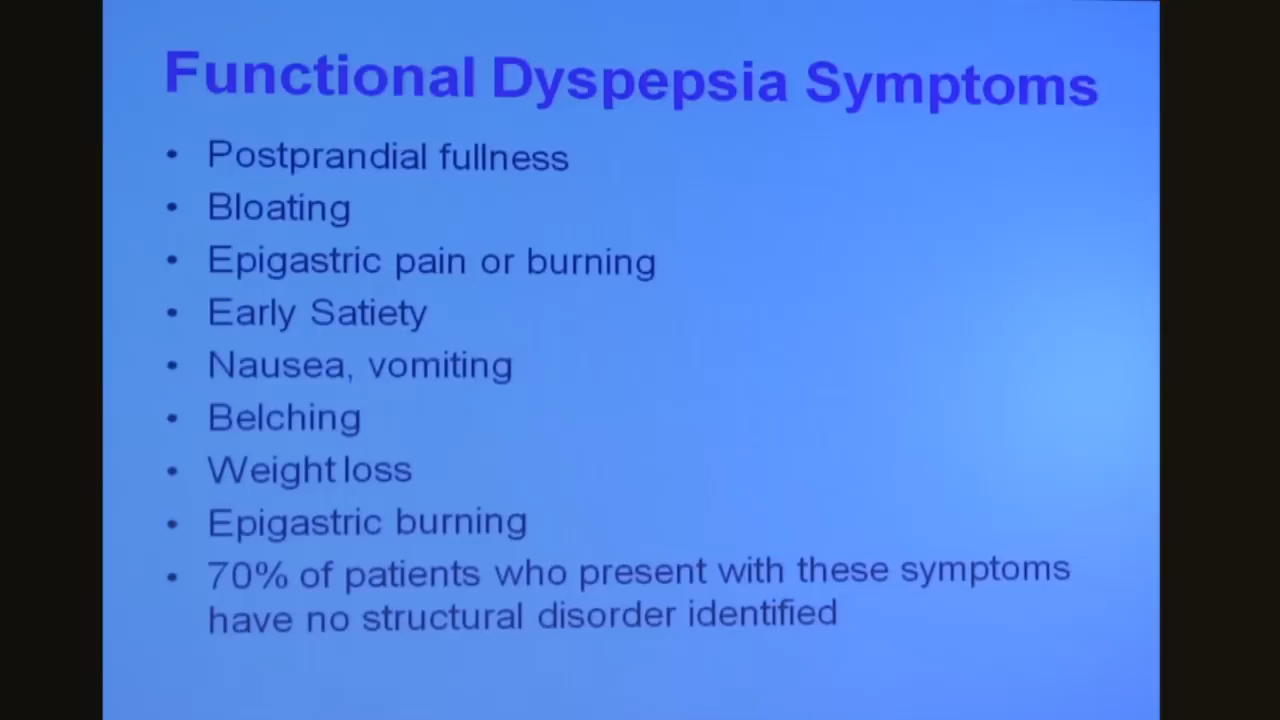 Functional Dyspepsia Symptoms
• Postprandial fullness
• Bloating
• Epigastric pain or burning
• Early Satiety
• Nausea, vomiting
• Belching
• Weight loss
• Epigastric burning
• 70% of patients who present with these symptoms
have no structural disorder identified